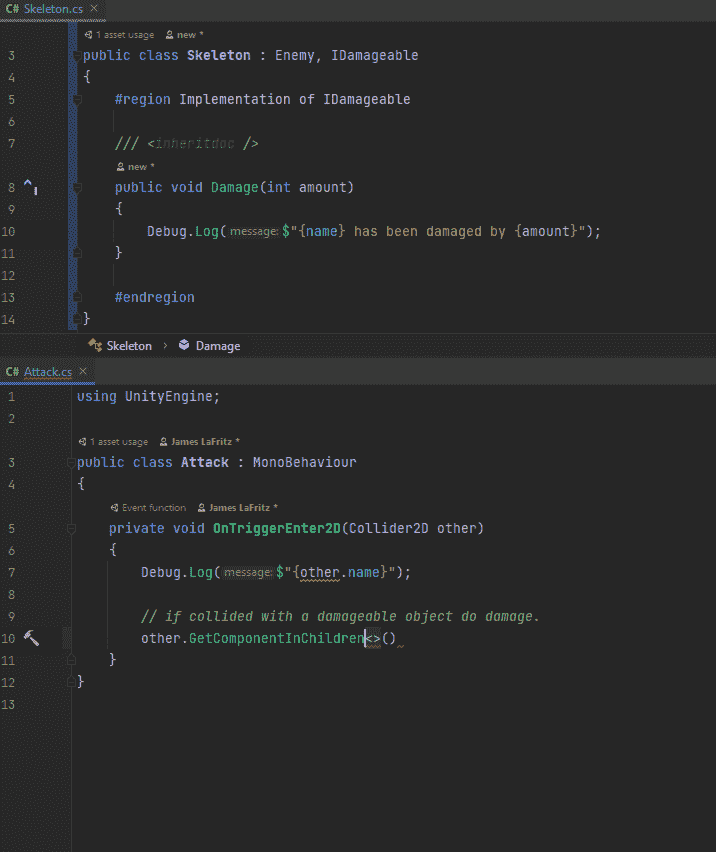 C# Skeleton.cs ×
1 asset usage new *
3 public class Skeleton : Enemy, IDamageable
4 {
5 #region Implementation of IDamageable
6
7 /// <inheritdoc />
new *
8 public void Damage(int amount)
9 {
10 Debug.Log( message: $"{name} has been damaged by {amount}");
11 }
12
13 #endregion
14 }
Skeleton › Damage
C# Attack.cs ×
1 using UnityEngine;
2
1 asset usage James LaFritz *
3 public class Attack : MonoBehaviour
4 {
Event function James LaFritz *
5 private void OnTriggerEnter2D(Collider2D other)
6 {
7 Debug.Log( message: $"{other.name}");
8
9 // if collided with a damageable object do damage.
10 other.GetComponentInChildren<>()
11 }
12 }
13